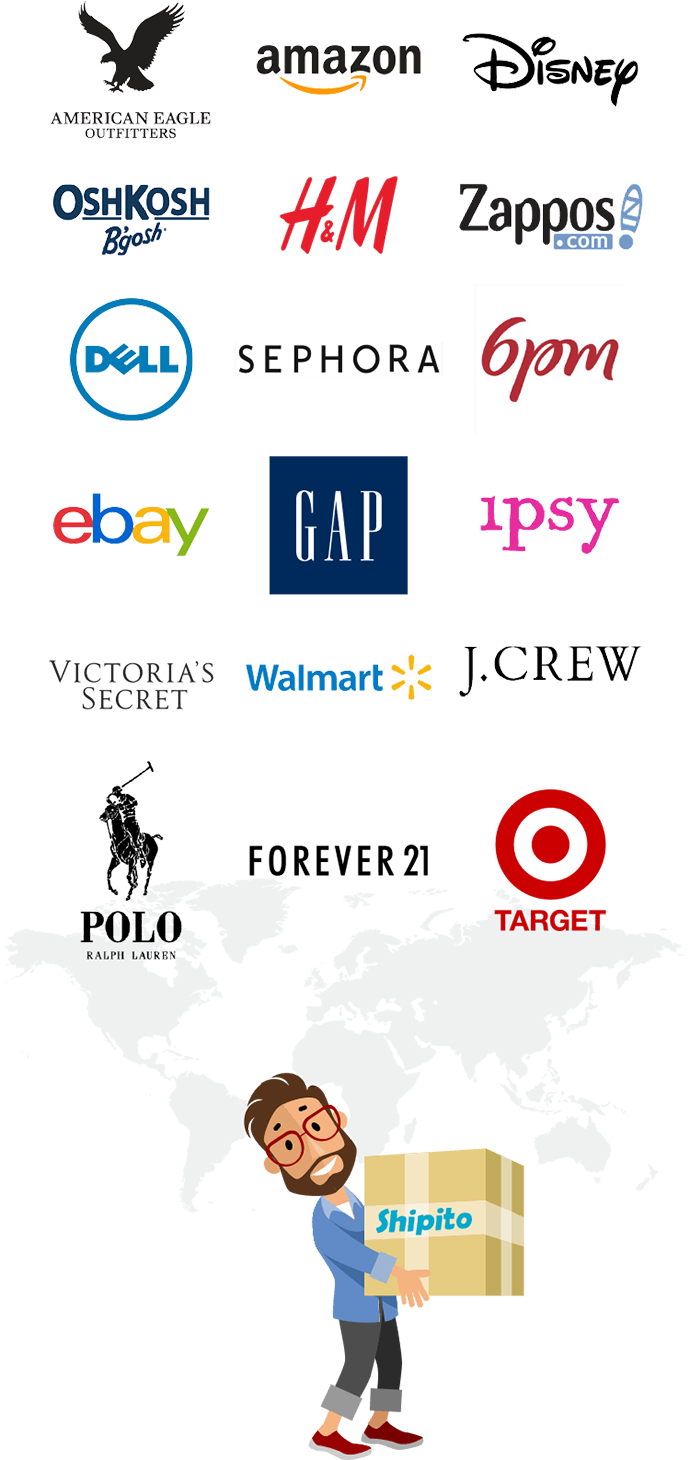 AMERICAN EAGLE
OUTFITTERS
amazon
Disney
OshKosh
B'gosh
H&M
Zappos
.com
DELL
SEPHORA
6pm
ebay
GAP
ipsy
VICTORIA'S
SECRET
Walmart
J.CREW
POLO
RALPH LAUREN
FOREVER 21
TARGET
Shipito